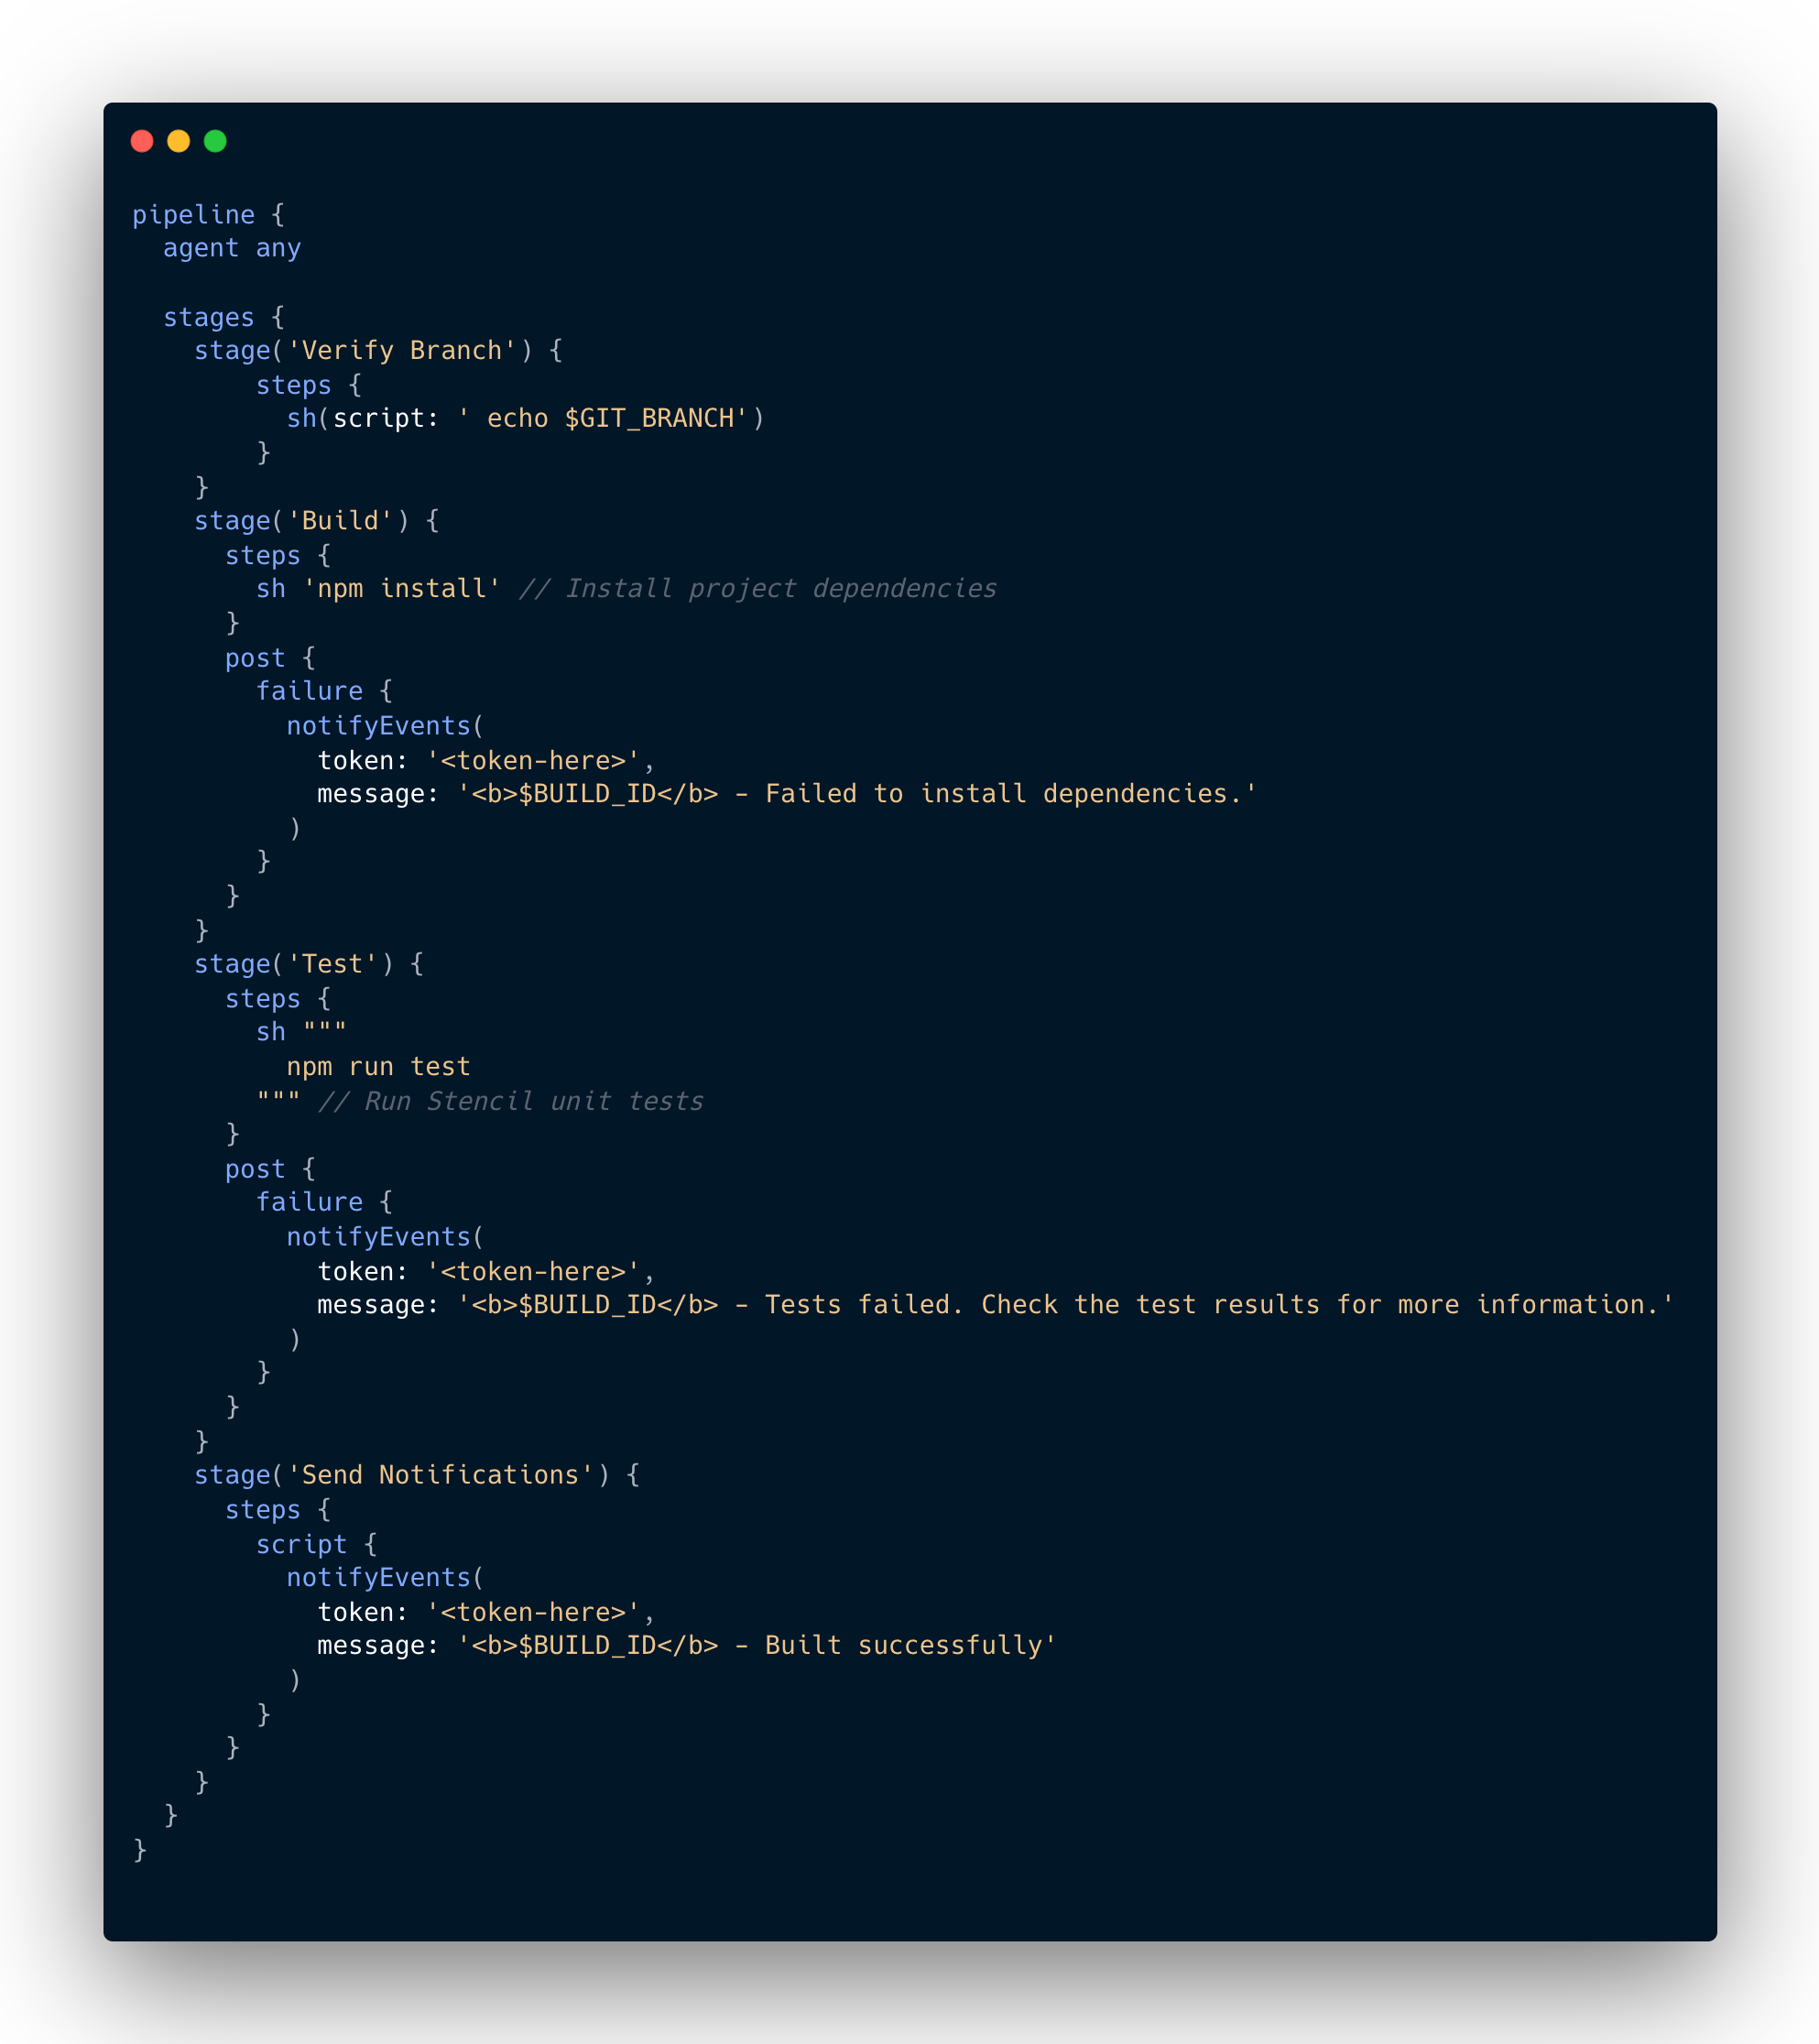 pipeline {
  agent any

  stages {
    stage('Verify Branch') {
        steps {
          sh(script: ' echo $GIT_BRANCH')
        }
    }
    stage('Build') {
      steps {
        sh 'npm install' // Install project dependencies
      }
      post {
        failure {
          notifyEvents(
            token: '<token-here>',
            message: '<b>$BUILD_ID</b> - Failed to install dependencies.'
          )
        }
      }
    }
    stage('Test') {
      steps {
        sh """
          npm run test
        """ // Run Stencil unit tests
      }
      post {
        failure {
          notifyEvents(
            token: '<token-here>',
            message: '<b>$BUILD_ID</b> - Tests failed. Check the test results for more information.'
          )
        }
      }
    }
    stage('Send Notifications') {
      steps {
        script {
          notifyEvents(
            token: '<token-here>',
            message: '<b>$BUILD_ID</b> - Built successfully'
          )
        }
      }
    }
  }
}